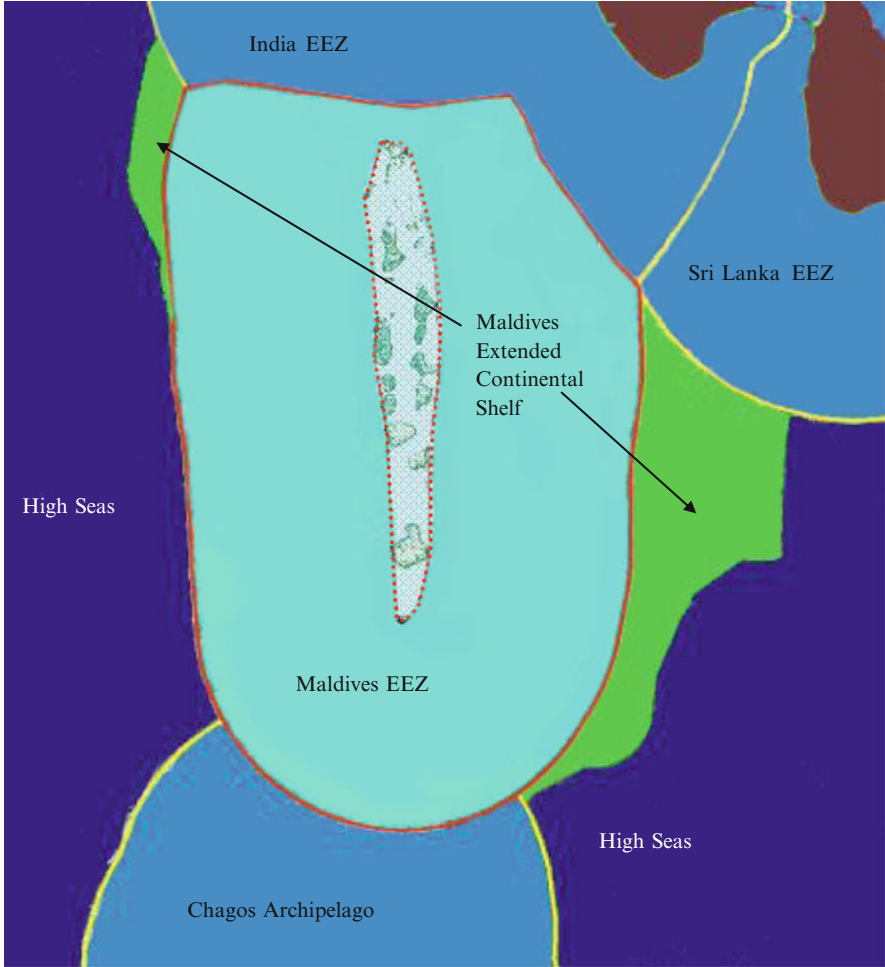 India EEZ
Sri Lanka EEZ
Maldives
Extended
Continental
Shelf
High Seas
Maldives EEZ
High Seas
Chagos Archipelago